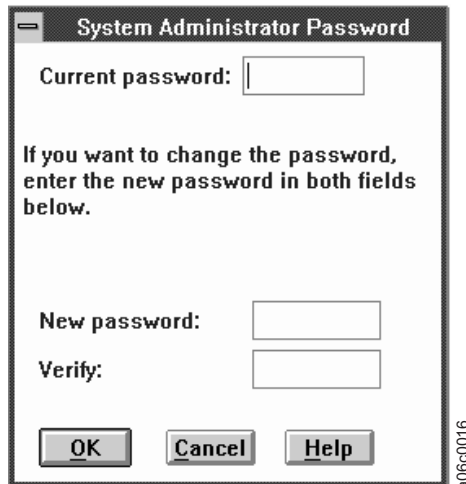 System Administrator Password
Current password:
If you want to change the password,
enter the new password in both fields
below.
New password:
Verify:
OK
Cancel
Help
a06c0016